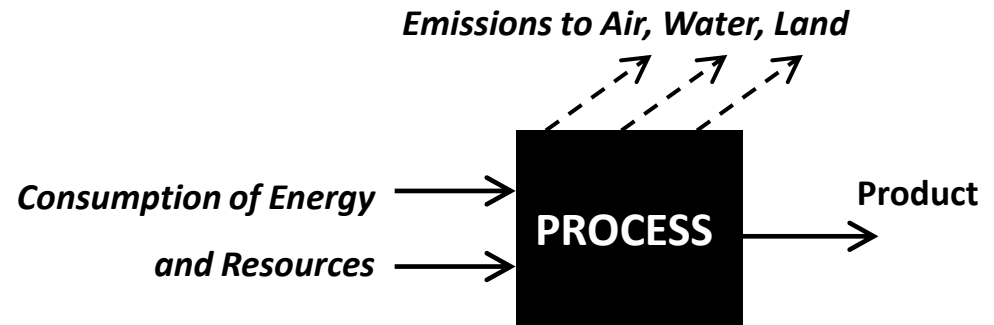 Emissions to Air, Water, Land
Consumption of Energy
and Resources
PROCESS
Product